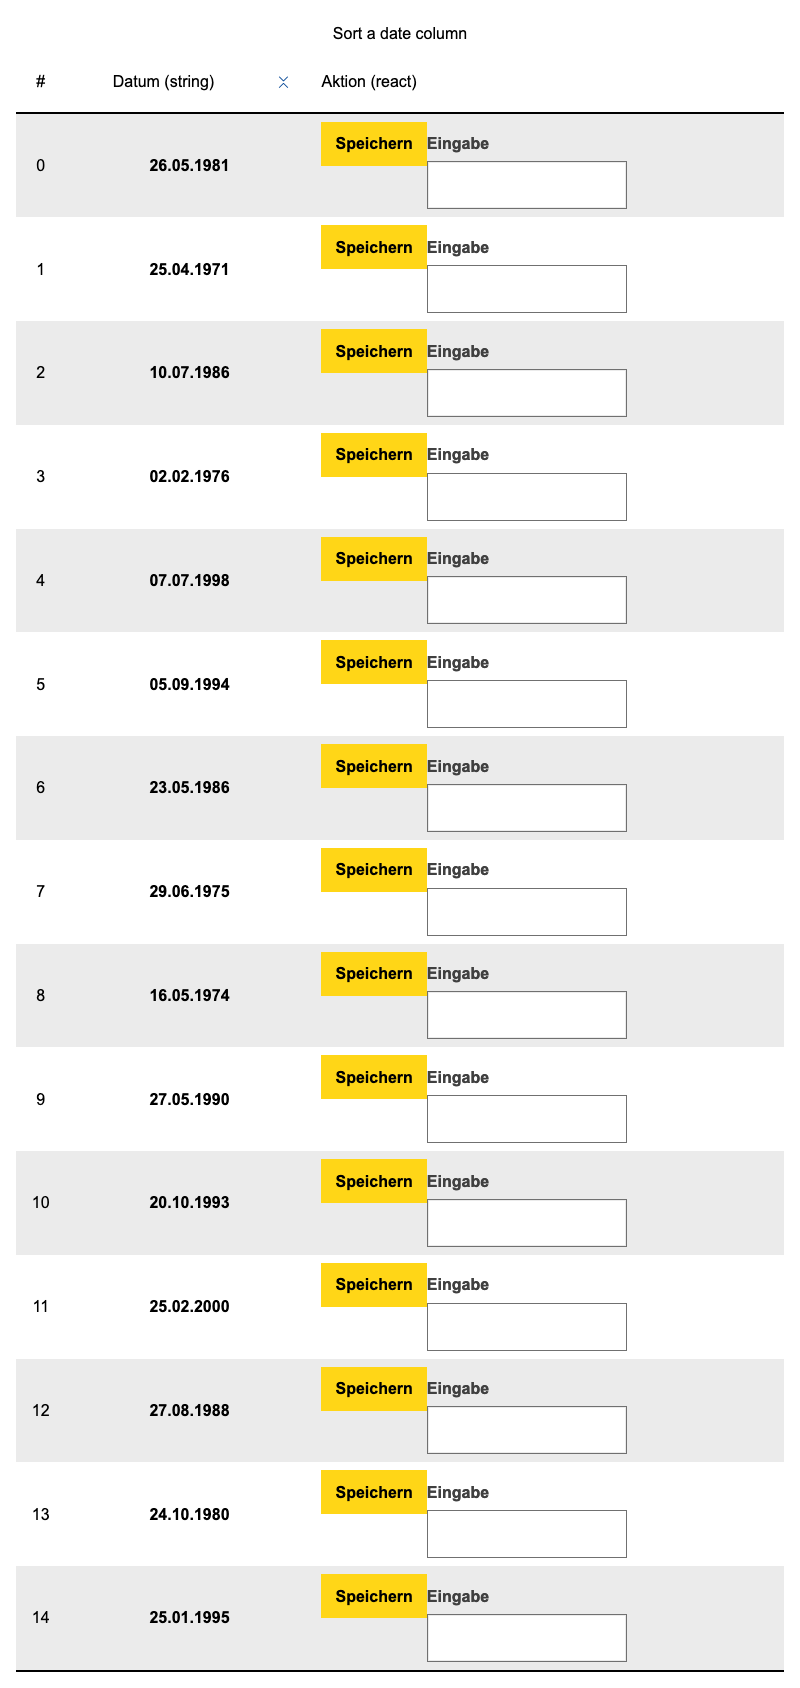 Sort a date column
# Datum (string) Aktion (react)
0 26.05.1981 Speichern Eingabe
1 25.04.1971 Speichern Eingabe
2 10.07.1986 Speichern Eingabe
3 02.02.1976 Speichern Eingabe
4 07.07.1998 Speichern Eingabe
5 05.09.1994 Speichern Eingabe
6 23.05.1986 Speichern Eingabe
7 29.06.1975 Speichern Eingabe
8 16.05.1974 Speichern Eingabe
9 27.05.1990 Speichern Eingabe
10 20.10.1993 Speichern Eingabe
11 25.02.2000 Speichern Eingabe
12 27.08.1988 Speichern Eingabe
13 24.10.1980 Speichern Eingabe
14 25.01.1995 Speichern Eingabe